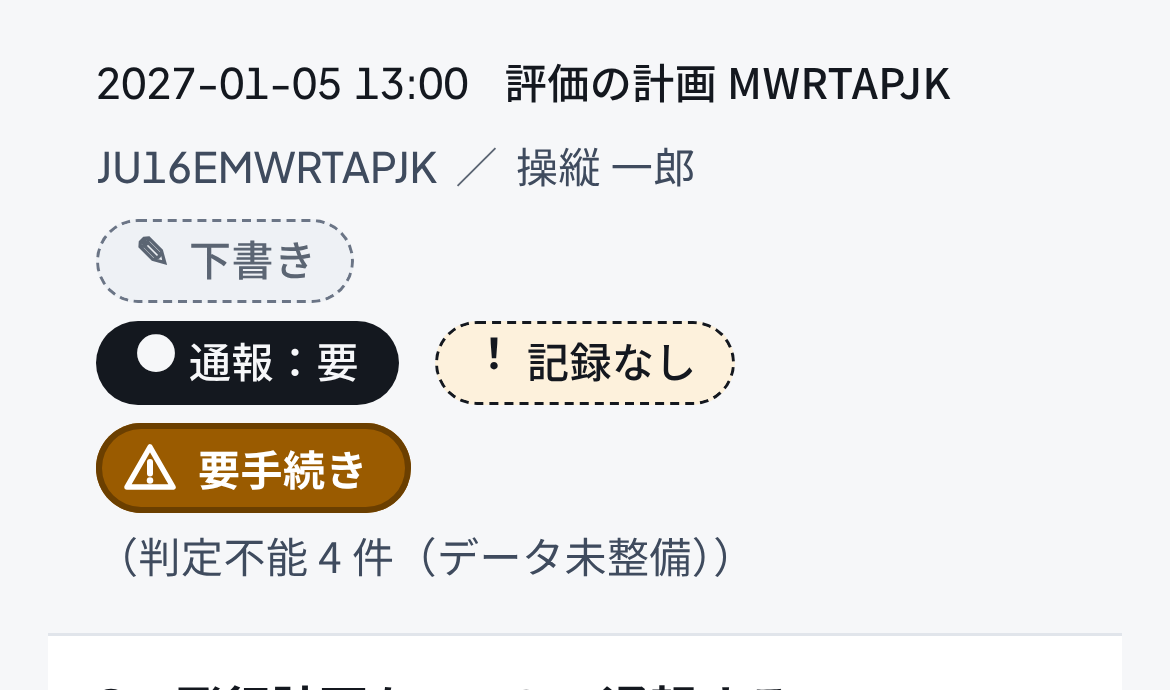 2027-01-05 13:00 評価の計画 MWRTAPJK
JU16EMWRTAPJK ／ 操縦 一郎
✎ 下書き
● 通報：要 ! 記録なし
⚠ 要手続き
（判定不能 4 件（データ未整備））